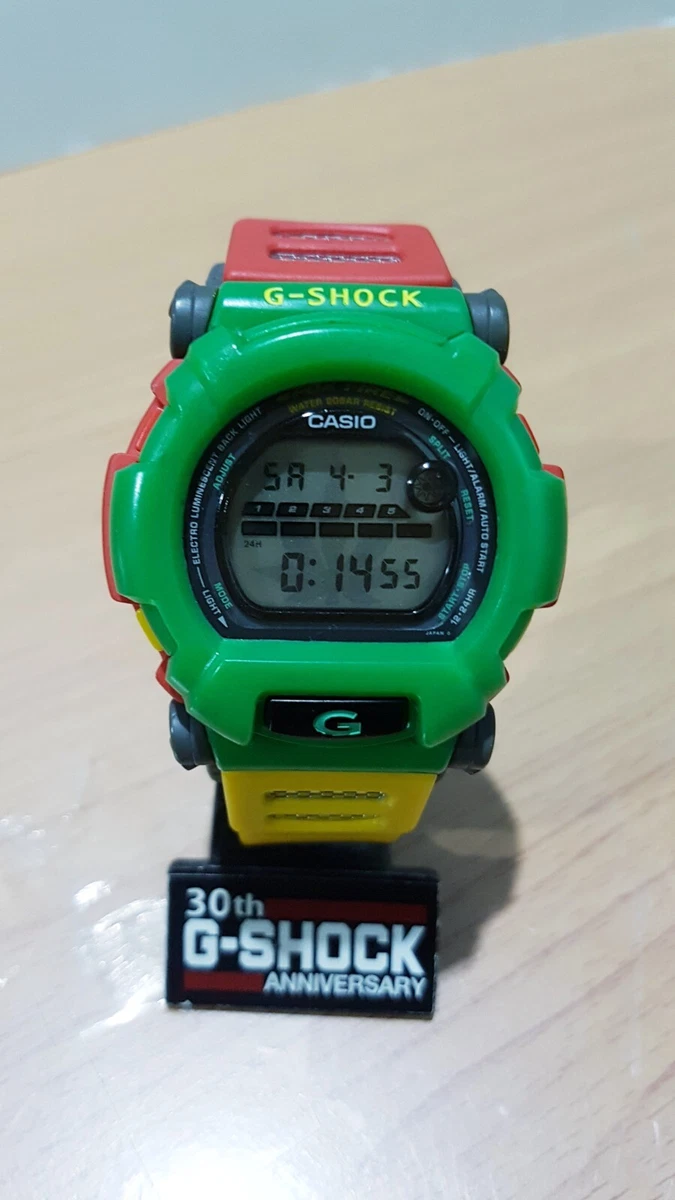 G-SHOCK
WATER 20BAR RESIST
CASIO
ELECTRO LUMINESCENT BACK LIGHT
ADJUST
ON·OFF — LIGHT/ALARM/AUTO START
SPLIT
RESET
SA 4- 3
1 2 3 4 5
24H
0:1455
MODE
LIGHT
START·STOP
12·24HR
JAPAN
G
30th
G-SHOCK
ANNIVERSARY